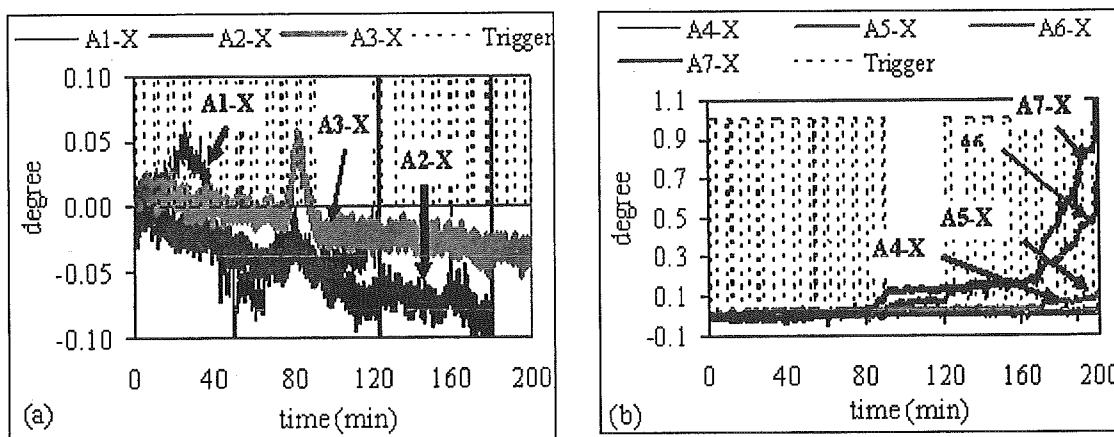 A1-X A2-X A3-X Trigger
0.10
0.05
0.00
-0.05
-0.10
degree
A1-X
A3-X
A2-X
0 40 80 120 160 200
time (min)
(a)
A4-X A5-X A6-X
A7-X Trigger
1.1
0.9
0.7
0.5
0.3
0.1
-0.1
degree
A7-X
A6
A5-X
A4-X
0 40 80 120 160 200
time (min)
(b)